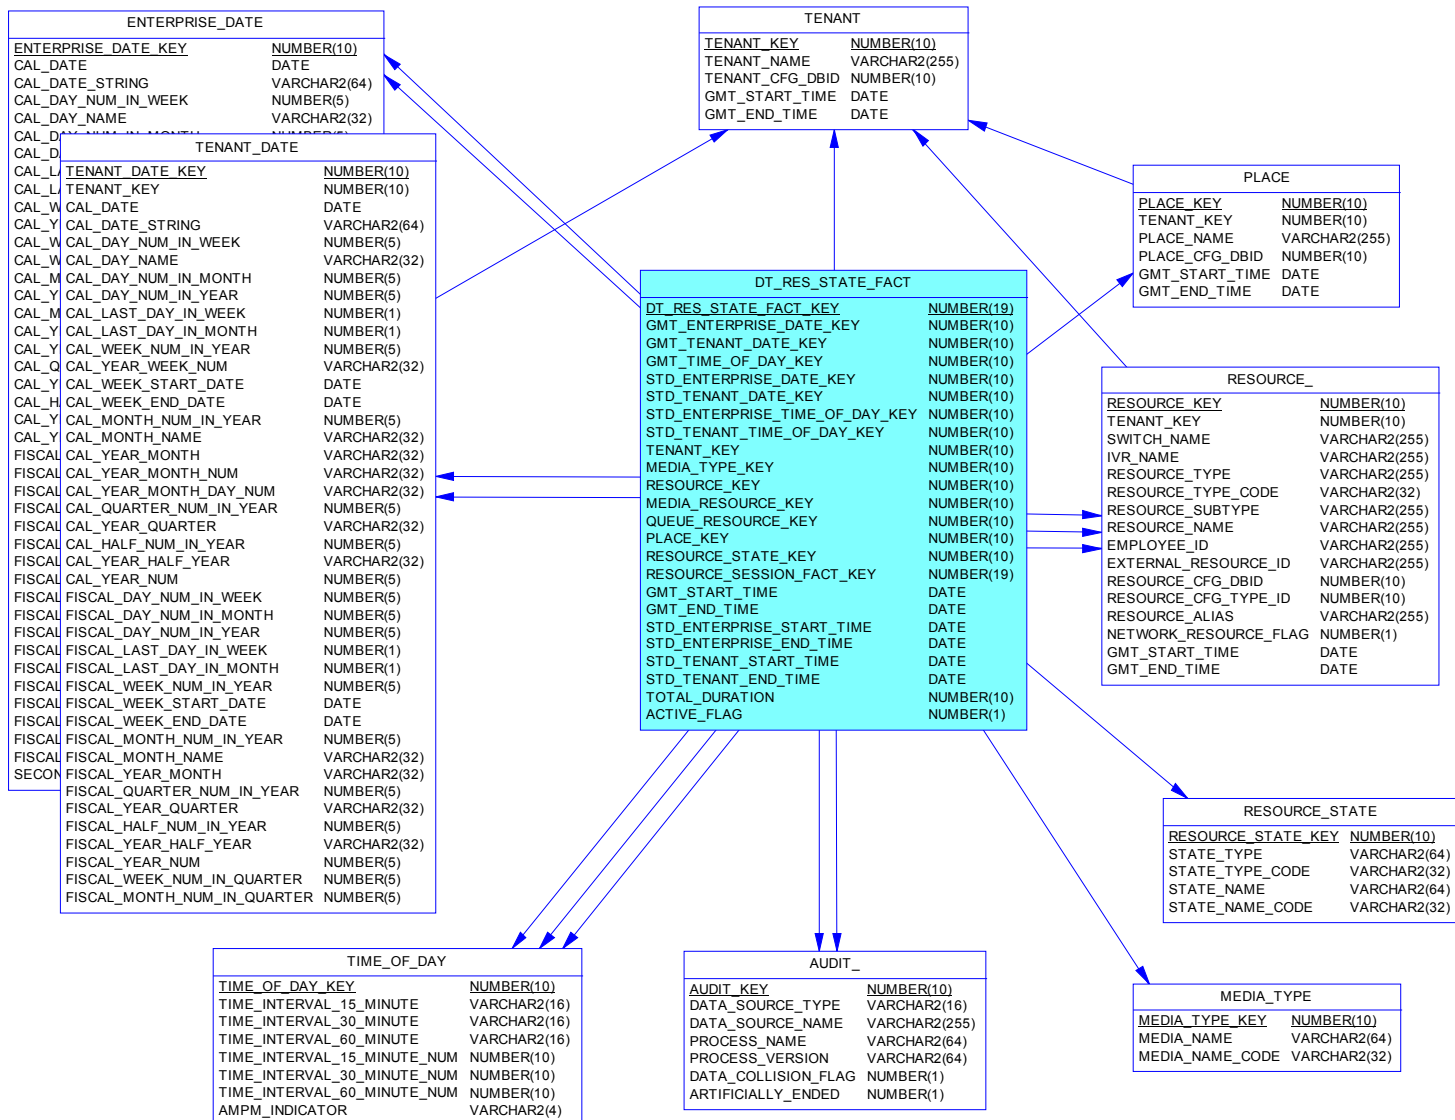 ENTERPRISE_DATE
ENTERPRISE_DATE_KEY NUMBER(10)
CAL_DATE DATE
CAL_DATE_STRING VARCHAR2(64)
CAL_DAY_NUM_IN_WEEK NUMBER(5)
CAL_DAY_NAME VARCHAR2(32)
TENANT
TENANT_KEY NUMBER(10)
TENANT_NAME VARCHAR2(255)
TENANT_CFG_DBID NUMBER(10)
GMT_START_TIME DATE
GMT_END_TIME DATE
TENANT_DATE
TENANT_DATE_KEY NUMBER(10)
TENANT_KEY NUMBER(10)
CAL_DATE DATE
CAL_DATE_STRING VARCHAR2(64)
CAL_DAY_NUM_IN_WEEK NUMBER(5)
CAL_DAY_NAME VARCHAR2(32)
CAL_DAY_NUM_IN_MONTH NUMBER(5)
CAL_DAY_NUM_IN_YEAR NUMBER(5)
CAL_LAST_DAY_IN_WEEK NUMBER(1)
CAL_LAST_DAY_IN_MONTH NUMBER(1)
CAL_WEEK_NUM_IN_YEAR NUMBER(5)
CAL_YEAR_WEEK_NUM VARCHAR2(32)
CAL_WEEK_START_DATE DATE
CAL_WEEK_END_DATE DATE
CAL_MONTH_NUM_IN_YEAR NUMBER(5)
CAL_MONTH_NAME VARCHAR2(32)
CAL_YEAR_MONTH VARCHAR2(32)
CAL_YEAR_MONTH_NUM VARCHAR2(32)
CAL_YEAR_MONTH_DAY_NUM VARCHAR2(32)
CAL_QUARTER_NUM_IN_YEAR NUMBER(5)
CAL_YEAR_QUARTER VARCHAR2(32)
CAL_HALF_NUM_IN_YEAR NUMBER(5)
CAL_YEAR_HALF_YEAR VARCHAR2(32)
CAL_YEAR_NUM NUMBER(5)
FISCAL_DAY_NUM_IN_WEEK NUMBER(5)
FISCAL_DAY_NUM_IN_MONTH NUMBER(5)
FISCAL_DAY_NUM_IN_YEAR NUMBER(5)
FISCAL_LAST_DAY_IN_WEEK NUMBER(1)
FISCAL_LAST_DAY_IN_MONTH NUMBER(1)
FISCAL_WEEK_NUM_IN_YEAR NUMBER(5)
FISCAL_WEEK_START_DATE DATE
FISCAL_WEEK_END_DATE DATE
FISCAL_MONTH_NUM_IN_YEAR NUMBER(5)
FISCAL_MONTH_NAME VARCHAR2(32)
FISCAL_YEAR_MONTH VARCHAR2(32)
FISCAL_QUARTER_NUM_IN_YEAR NUMBER(5)
FISCAL_YEAR_QUARTER VARCHAR2(32)
FISCAL_HALF_NUM_IN_YEAR NUMBER(5)
FISCAL_YEAR_HALF_YEAR VARCHAR2(32)
FISCAL_YEAR_NUM NUMBER(5)
FISCAL_WEEK_NUM_IN_QUARTER NUMBER(5)
FISCAL_MONTH_NUM_IN_QUARTER NUMBER(5)
DT_RES_STATE_FACT
DT_RES_STATE_FACT_KEY NUMBER(19)
GMT_ENTERPRISE_DATE_KEY NUMBER(10)
GMT_TENANT_DATE_KEY NUMBER(10)
GMT_TIME_OF_DAY_KEY NUMBER(10)
STD_ENTERPRISE_DATE_KEY NUMBER(10)
STD_TENANT_DATE_KEY NUMBER(10)
STD_ENTERPRISE_TIME_OF_DAY_KEY NUMBER(10)
STD_TENANT_TIME_OF_DAY_KEY NUMBER(10)
TENANT_KEY NUMBER(10)
MEDIA_TYPE_KEY NUMBER(10)
RESOURCE_KEY NUMBER(10)
MEDIA_RESOURCE_KEY NUMBER(10)
QUEUE_RESOURCE_KEY NUMBER(10)
PLACE_KEY NUMBER(10)
RESOURCE_STATE_KEY NUMBER(10)
RESOURCE_SESSION_FACT_KEY NUMBER(19)
GMT_START_TIME DATE
GMT_END_TIME DATE
STD_ENTERPRISE_START_TIME DATE
STD_ENTERPRISE_END_TIME DATE
STD_TENANT_START_TIME DATE
STD_TENANT_END_TIME DATE
TOTAL_DURATION NUMBER(10)
ACTIVE_FLAG NUMBER(1)
PLACE
PLACE_KEY NUMBER(10)
TENANT_KEY NUMBER(10)
PLACE_NAME VARCHAR2(255)
PLACE_CFG_DBID NUMBER(10)
GMT_START_TIME DATE
GMT_END_TIME DATE
RESOURCE_
RESOURCE_KEY NUMBER(10)
TENANT_KEY NUMBER(10)
SWITCH_NAME VARCHAR2(255)
IVR_NAME VARCHAR2(255)
RESOURCE_TYPE VARCHAR2(255)
RESOURCE_TYPE_CODE VARCHAR2(32)
RESOURCE_SUBTYPE VARCHAR2(255)
RESOURCE_NAME VARCHAR2(255)
EMPLOYEE_ID VARCHAR2(255)
EXTERNAL_RESOURCE_ID VARCHAR2(255)
RESOURCE_CFG_DBID NUMBER(10)
RESOURCE_CFG_TYPE_ID NUMBER(10)
RESOURCE_ALIAS VARCHAR2(255)
NETWORK_RESOURCE_FLAG NUMBER(1)
GMT_START_TIME DATE
GMT_END_TIME DATE
RESOURCE_STATE
RESOURCE_STATE_KEY NUMBER(10)
STATE_TYPE VARCHAR2(64)
STATE_TYPE_CODE VARCHAR2(32)
STATE_NAME VARCHAR2(64)
STATE_NAME_CODE VARCHAR2(32)
TIME_OF_DAY
TIME_OF_DAY_KEY NUMBER(10)
TIME_INTERVAL_15_MINUTE VARCHAR2(16)
TIME_INTERVAL_30_MINUTE VARCHAR2(16)
TIME_INTERVAL_60_MINUTE VARCHAR2(16)
TIME_INTERVAL_15_MINUTE_NUM NUMBER(10)
TIME_INTERVAL_30_MINUTE_NUM NUMBER(10)
TIME_INTERVAL_60_MINUTE_NUM NUMBER(10)
AMPM_INDICATOR VARCHAR2(4)
AUDIT_
AUDIT_KEY NUMBER(10)
DATA_SOURCE_TYPE VARCHAR2(16)
DATA_SOURCE_NAME VARCHAR2(255)
PROCESS_NAME VARCHAR2(64)
PROCESS_VERSION VARCHAR2(64)
DATA_COLLISION_FLAG NUMBER(1)
ARTIFICIALLY_ENDED NUMBER(1)
MEDIA_TYPE
MEDIA_TYPE_KEY NUMBER(10)
MEDIA_NAME VARCHAR2(64)
MEDIA_NAME_CODE VARCHAR2(32)